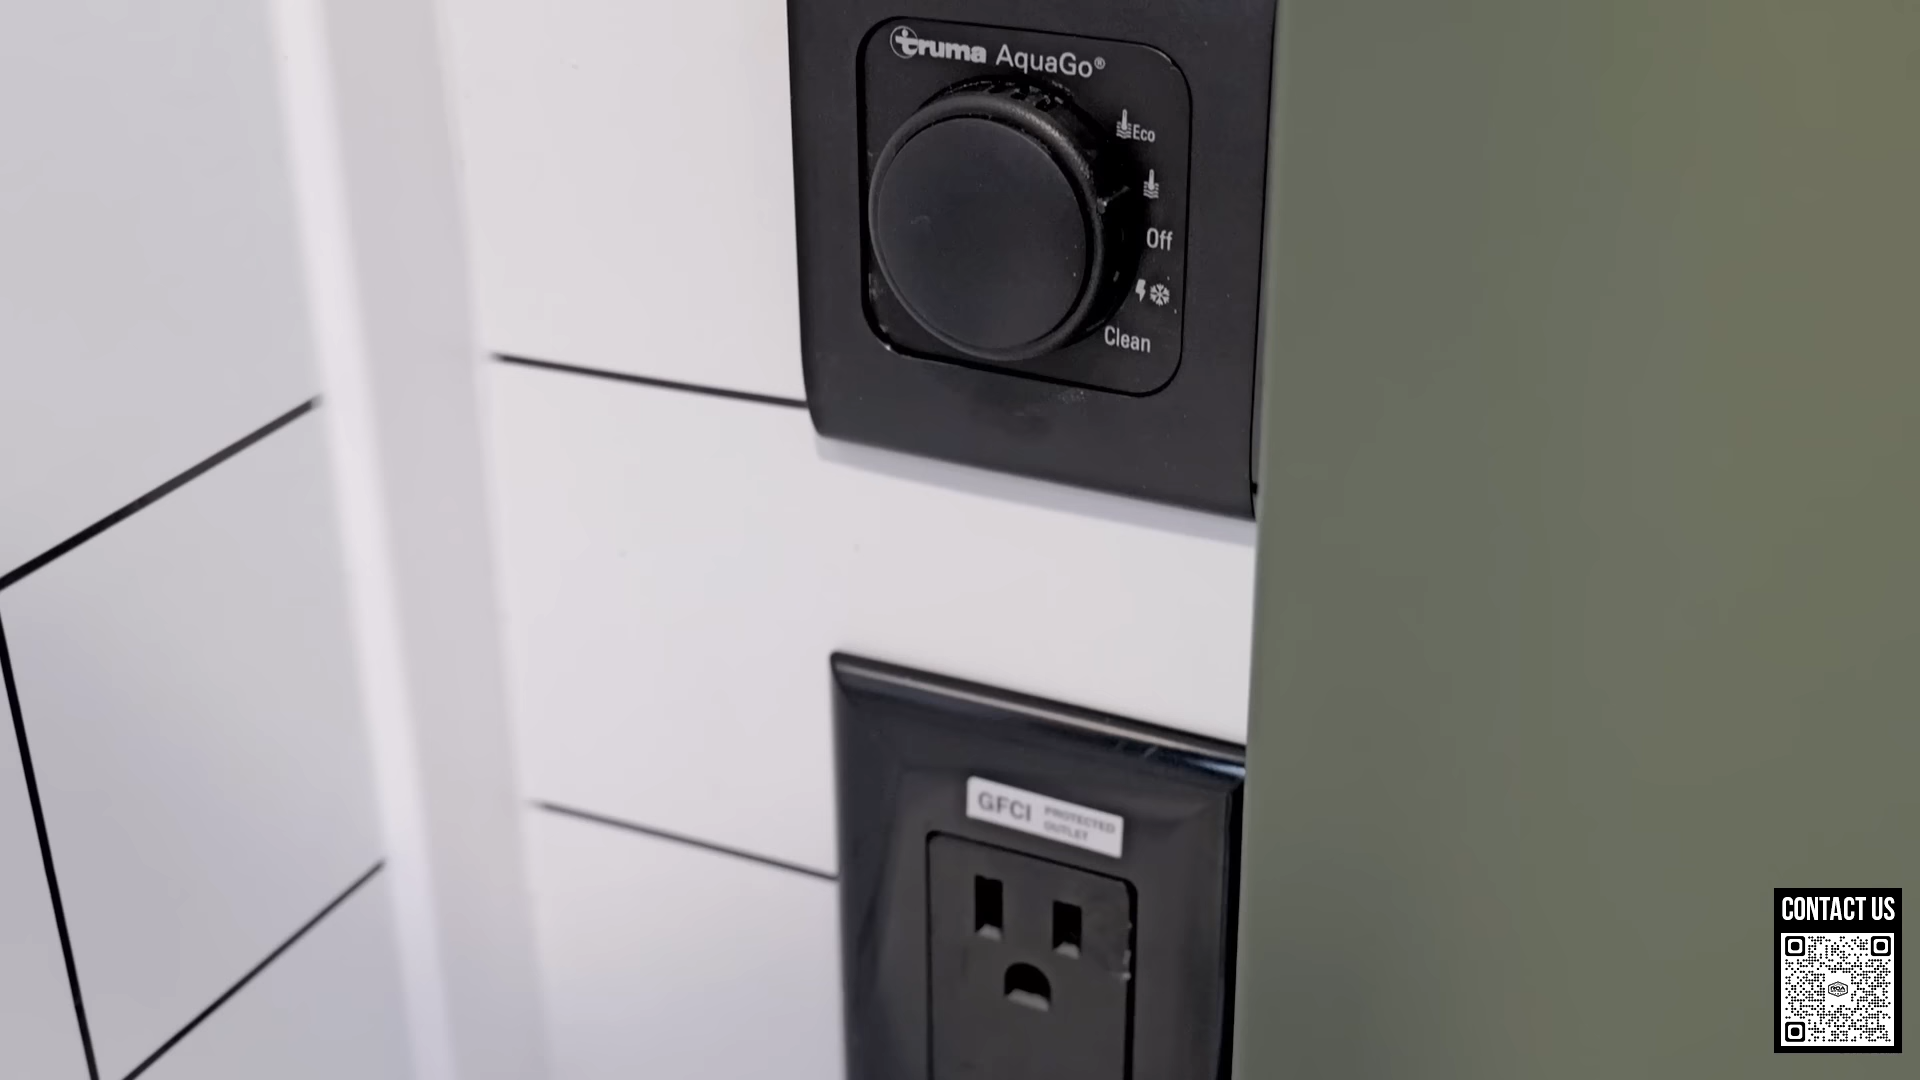 truma AquaGo®
Eco
Off
Clean
GFCI PROTECTED
OUTLET
CONTACT US